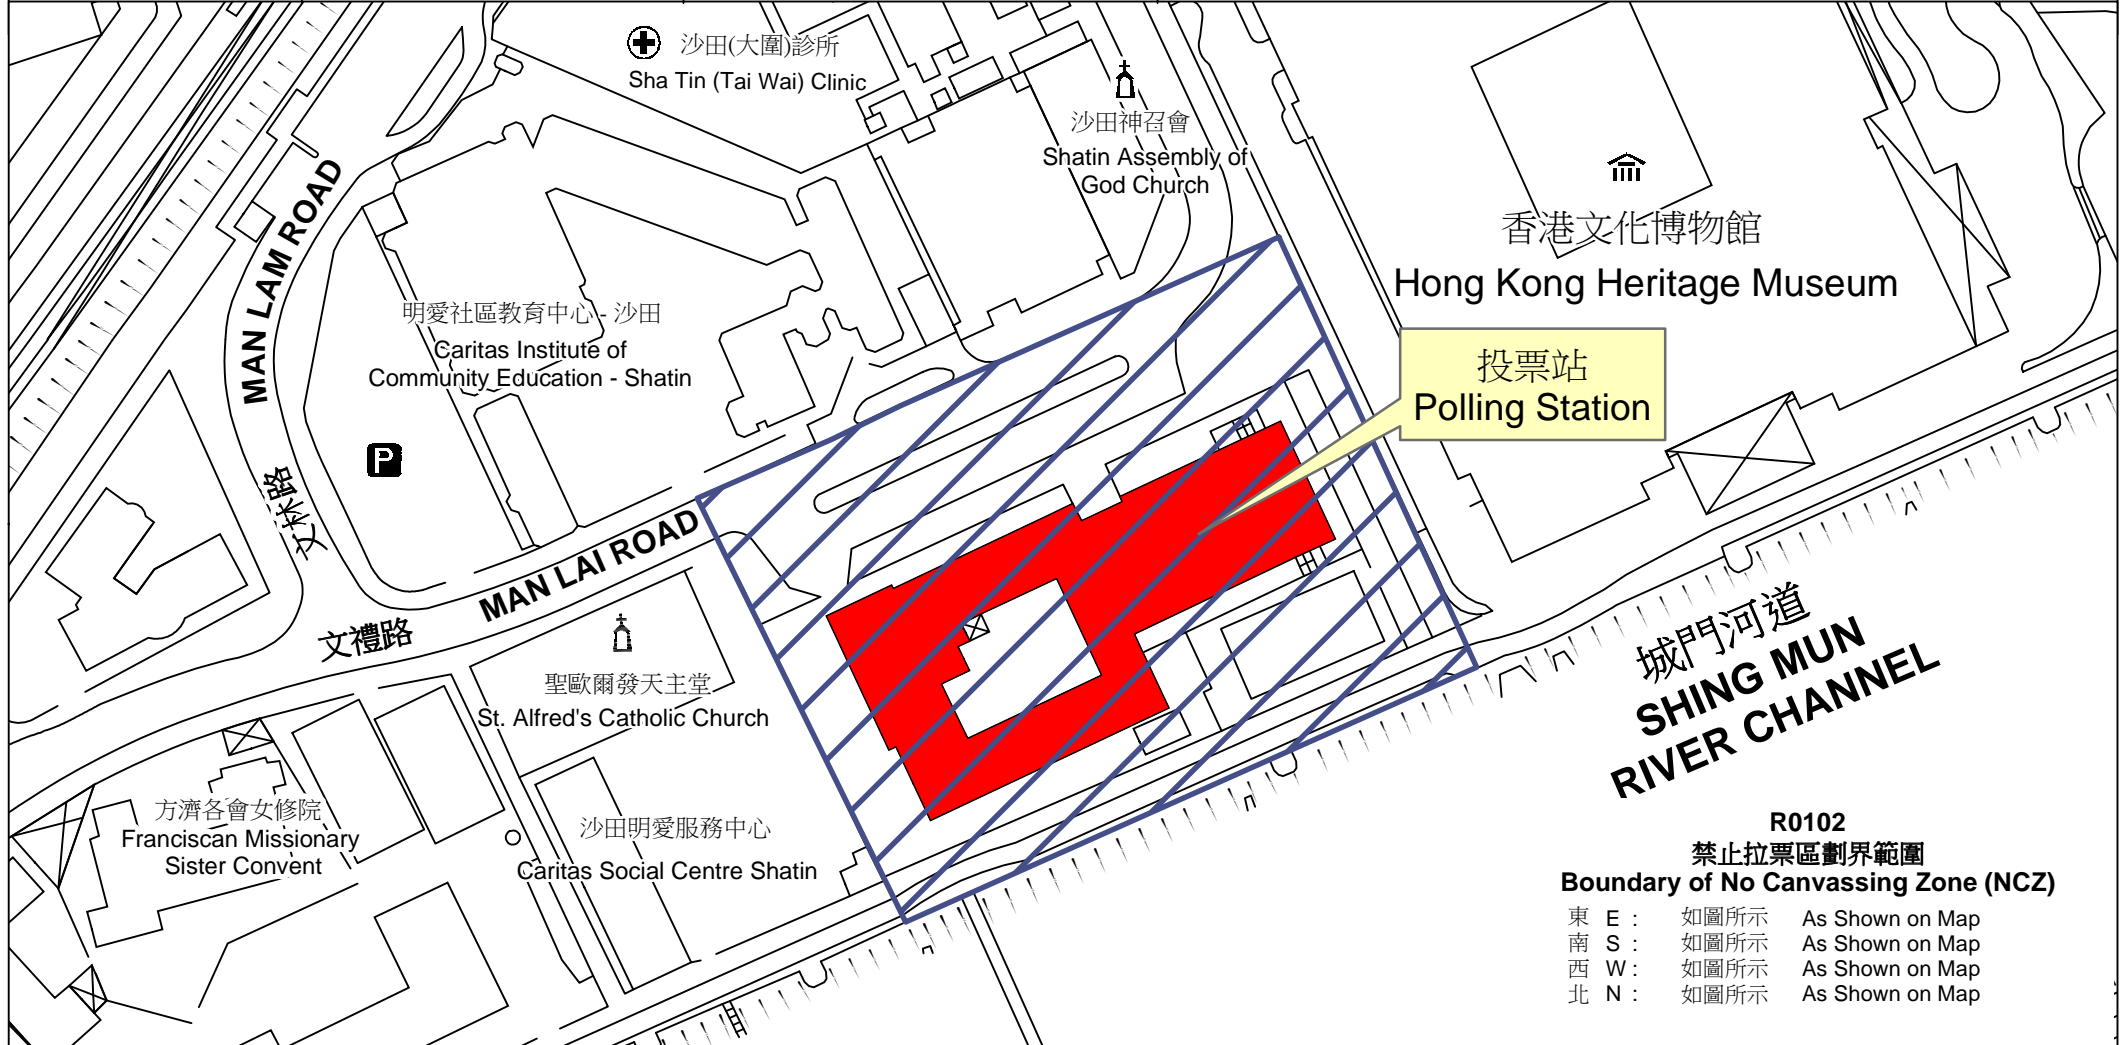 沙田(大圍)診所
Sha Tin (Tai Wai) Clinic
沙田神召會
Shatin Assembly of
God Church
香港文化博物館
Hong Kong Heritage Museum
MAN LAM ROAD
文林路
明愛社區教育中心 - 沙田
Caritas Institute of
Community Education - Shatin
P
投票站
Polling Station
MAN LAI ROAD
文禮路
聖歐爾發天主堂
St. Alfred's Catholic Church
城門河道
SHING MUN
RIVER CHANNEL
方濟各會女修院
Franciscan Missionary
Sister Convent
沙田明愛服務中心
Caritas Social Centre Shatin
R0102
禁止拉票區劃界範圍
Boundary of No Canvassing Zone (NCZ)
東 E : 如圖所示 As Shown on Map
南 S : 如圖所示 As Shown on Map
西 W : 如圖所示 As Shown on Map
北 N : 如圖所示 As Shown on Map